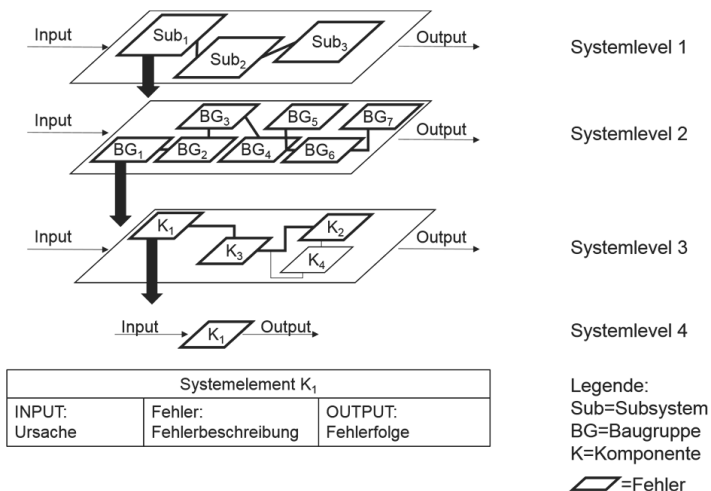 Input
Sub₁
Sub₂
Sub₃
Output
Systemlevel 1
Input
BG₁
BG₂
BG₃
BG₄
BG₅
BG₆
BG₇
Output
Systemlevel 2
Input
K₁
K₃
K₂
K₄
Output
Systemlevel 3
Input
K₁
Output
Systemlevel 4
Systemelement K₁
INPUT:
Ursache
Fehler:
Fehlerbeschreibung
OUTPUT:
Fehlerfolge
Legende:
Sub=Subsystem
BG=Baugruppe
K=Komponente
=Fehler